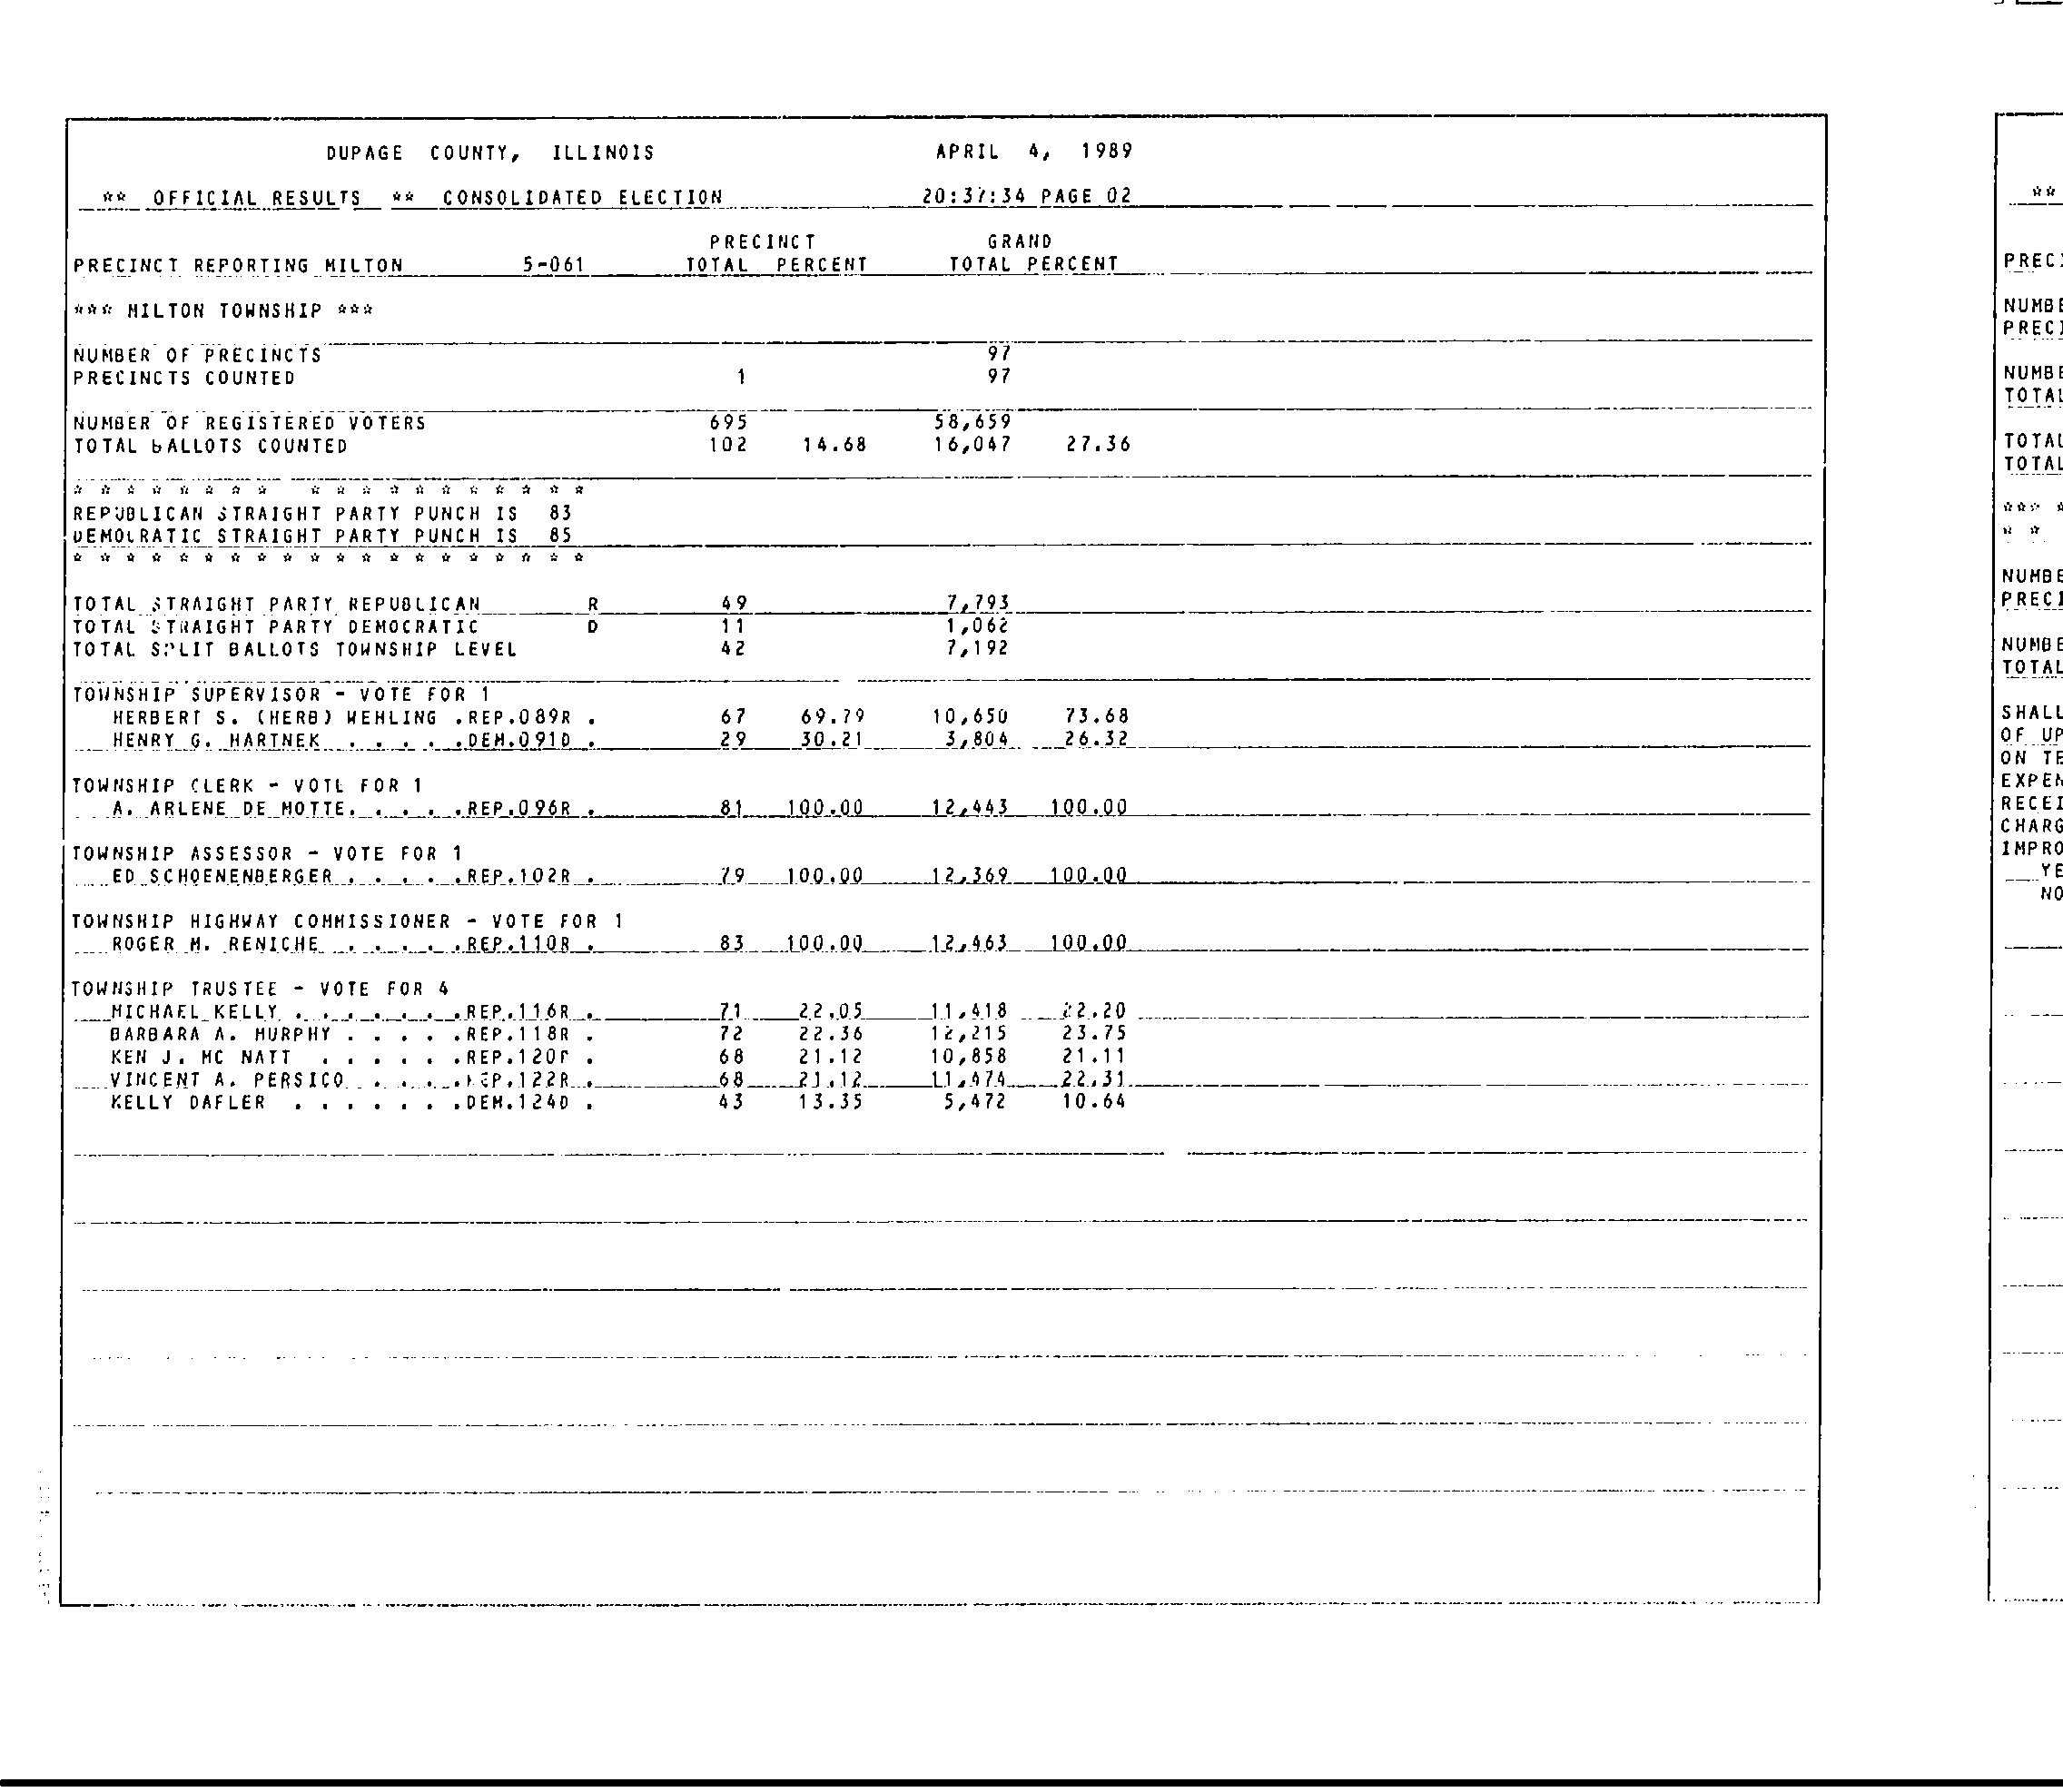 DUPAGE COUNTY, ILLINOIS APRIL 4, 1989
** OFFICIAL RESULTS ** CONSOLIDATED ELECTION 20:37:34 PAGE 02
PRECINCT GRAND
PRECINCT REPORTING MILTON 5-061 TOTAL PERCENT TOTAL PERCENT
*** MILTON TOWNSHIP ***
NUMBER OF PRECINCTS 97
PRECINCTS COUNTED 1 97
NUMBER OF REGISTERED VOTERS 695 58,659
TOTAL BALLOTS COUNTED 102 14.68 16,047 27.36
* * * * * * * * * * * * * * * * * * *
REPUBLICAN STRAIGHT PARTY PUNCH IS 83
DEMOCRATIC STRAIGHT PARTY PUNCH IS 85
* * * * * * * * * * * * * * * * * * * *
TOTAL STRAIGHT PARTY REPUBLICAN R 49 7,793
TOTAL STRAIGHT PARTY DEMOCRATIC D 11 1,062
TOTAL SPLIT BALLOTS TOWNSHIP LEVEL 42 7,192
TOWNSHIP SUPERVISOR - VOTE FOR 1
HERBERT S. (HERB) WEHLING .REP.089R . 67 69.79 10,650 73.68
HENRY G. HARTNEK . . . . .DEM.091D . 29 30.21 3,804 26.32
TOWNSHIP CLERK - VOTE FOR 1
A. ARLENE DE MOTTE. . . . .REP.096R . 81 100.00 12,443 100.00
TOWNSHIP ASSESSOR - VOTE FOR 1
ED SCHOENENBERGER . . . . .REP.102R . 79 100.00 12,369 100.00
TOWNSHIP HIGHWAY COMMISSIONER - VOTE FOR 1
ROGER M. RENICHE . . . . . .REP.110R . 83 100.00 12,463 100.00
TOWNSHIP TRUSTEE - VOTE FOR 4
MICHAEL KELLY . . . . . . .REP.116R . 71 22.05 11,418 22.20
BARBARA A. MURPHY . . . . .REP.118R . 72 22.36 12,215 23.75
KEN J. MC NATT . . . . . .REP.120R . 68 21.12 10,858 21.11
VINCENT A. PERSICO . . . . .REP.122R . 68 21.12 11,474 22.31
KELLY DAFLER . . . . . . .DEM.124D . 43 13.35 5,472 10.64
**
PRECI
NUMBE
PRECI
NUMBE
TOTAL
TOTAL
TOTAL
*** *
* *
NUMBE
PRECI
NUMBE
TOTAL
SHALL
OF UP
ON TE
EXPEN
RECEI
CHARG
IMPRO
YE
NO